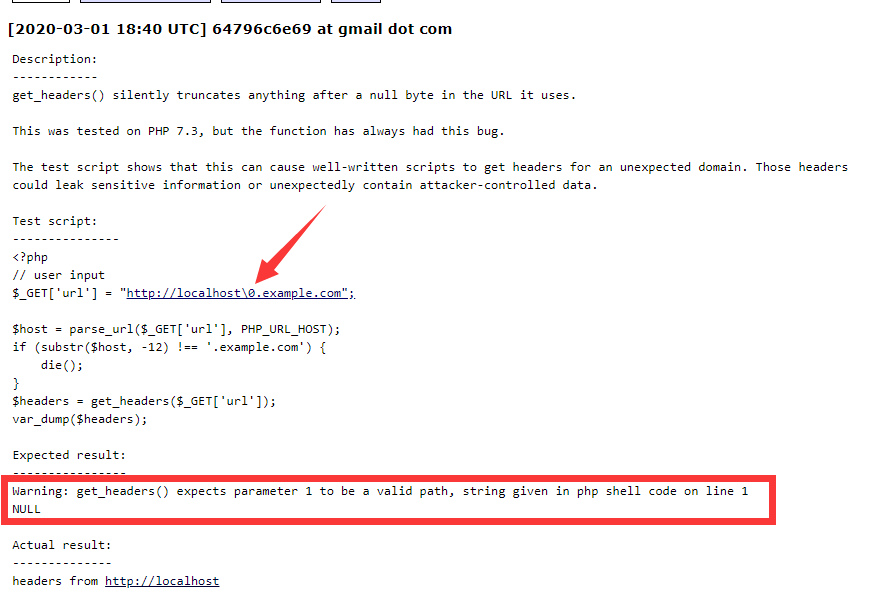 [2020-03-01 18:40 UTC] 64796c6e69 at gmail dot com
Description:
------------
get_headers() silently truncates anything after a null byte in the URL it uses.
This was tested on PHP 7.3, but the function has always had this bug.
The test script shows that this can cause well-written scripts to get headers for an unexpected domain. Those headers
could leak sensitive information or unexpectedly contain attacker-controlled data.
Test script:
---------------
<?php
// user input
$_GET['url'] = "http://localhost\0.example.com";
$host = parse_url($_GET['url'], PHP_URL_HOST);
if (substr($host, -12) !== '.example.com') {
    die();
}
$headers = get_headers($_GET['url']);
var_dump($headers);
Expected result:
----------------
Warning: get_headers() expects parameter 1 to be a valid path, string given in php shell code on line 1
NULL
Actual result:
--------------
headers from http://localhost